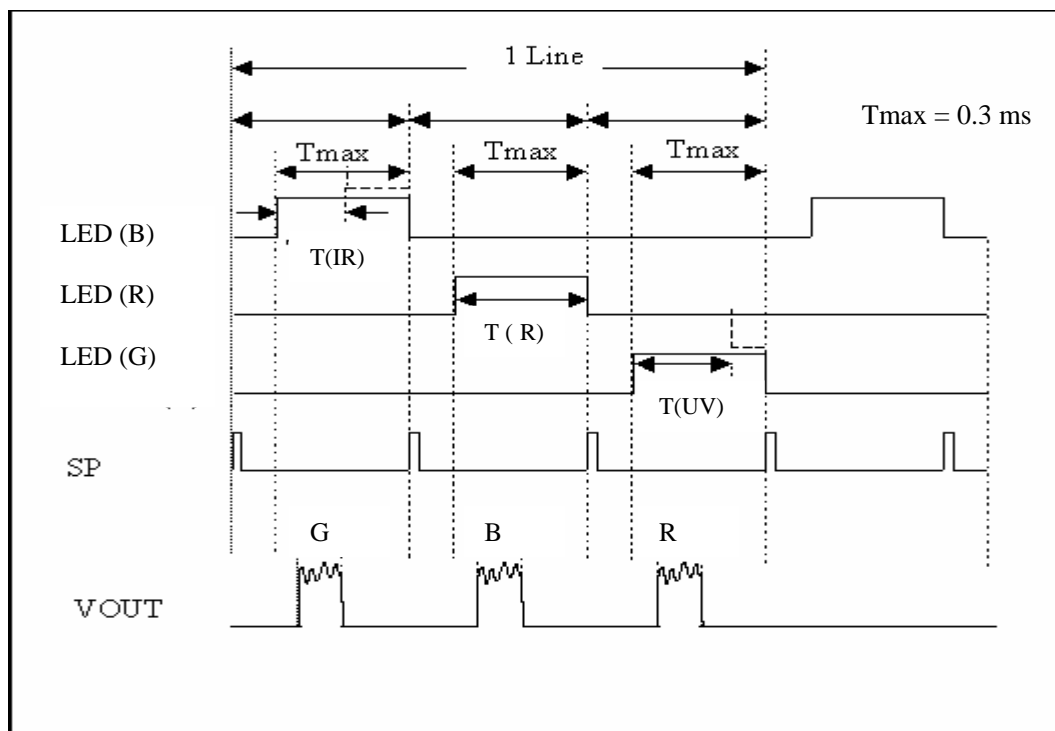 1 Line
Tmax = 0.3 ms
Tmax Tmax Tmax
LED (B)
T(IR)
LED (R)
T ( R)
LED (G)
T(UV)
SP
G B R
VOUT